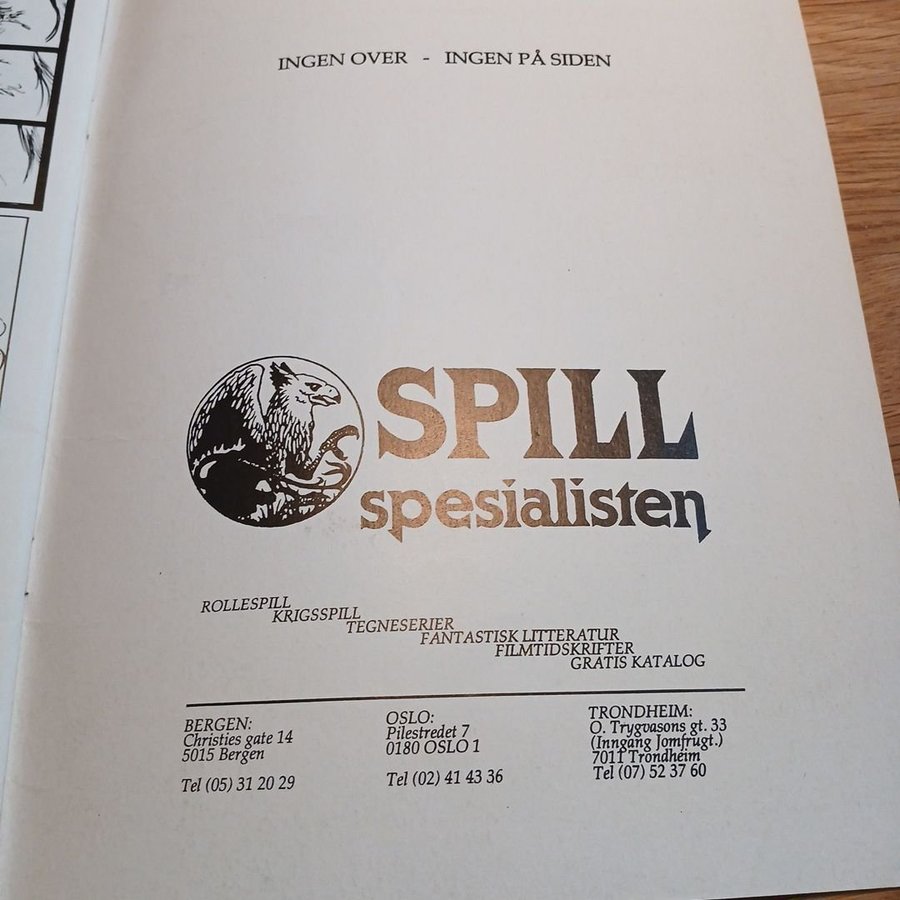 INGEN OVER - INGEN PÅ SIDEN
SPILL
spesialisten
ROLLESPILL
KRIGSSPILL
TEGNESERIER
FANTASTISK LITTERATUR
FILMTIDSKRIFTER
GRATIS KATALOG
BERGEN:
Christies gate 14
5015 Bergen
Tel (05) 31 20 29
OSLO:
Pilestredet 7
0180 OSLO 1
Tel (02) 41 43 36
TRONDHEIM:
O. Trygvasons gt. 33
(Inngang Jomfrugt.)
7011 Trondheim
Tel (07) 52 37 60